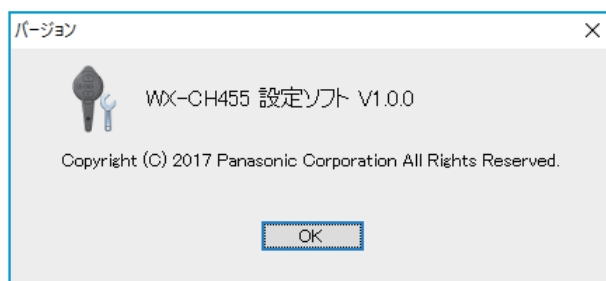 バージョン
WX-CH455 設定ソフト V1.0.0
Copyright (C) 2017 Panasonic Corporation All Rights Reserved.
OK